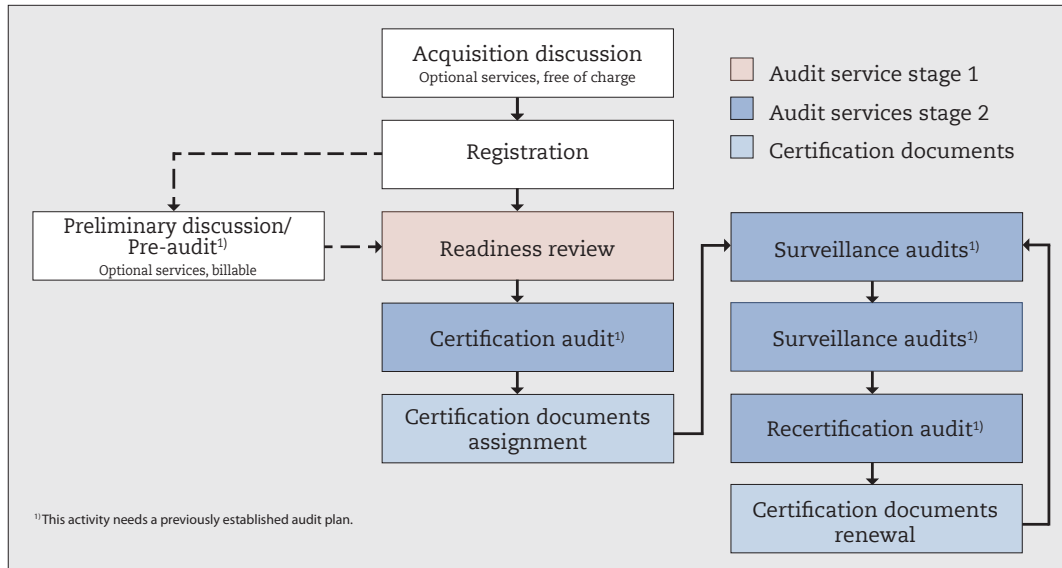 Acquisition discussion
Optional services, free of charge
Registration
Preliminary discussion/
Pre-audit¹⁾
Optional services, billable
Readiness review
Certification audit¹⁾
Certification documents
assignment
Audit service stage 1
Audit services stage 2
Certification documents
Surveillance audits¹⁾
Surveillance audits¹⁾
Recertification audit¹⁾
Certification documents
renewal
¹⁾This activity needs a previously established audit plan.